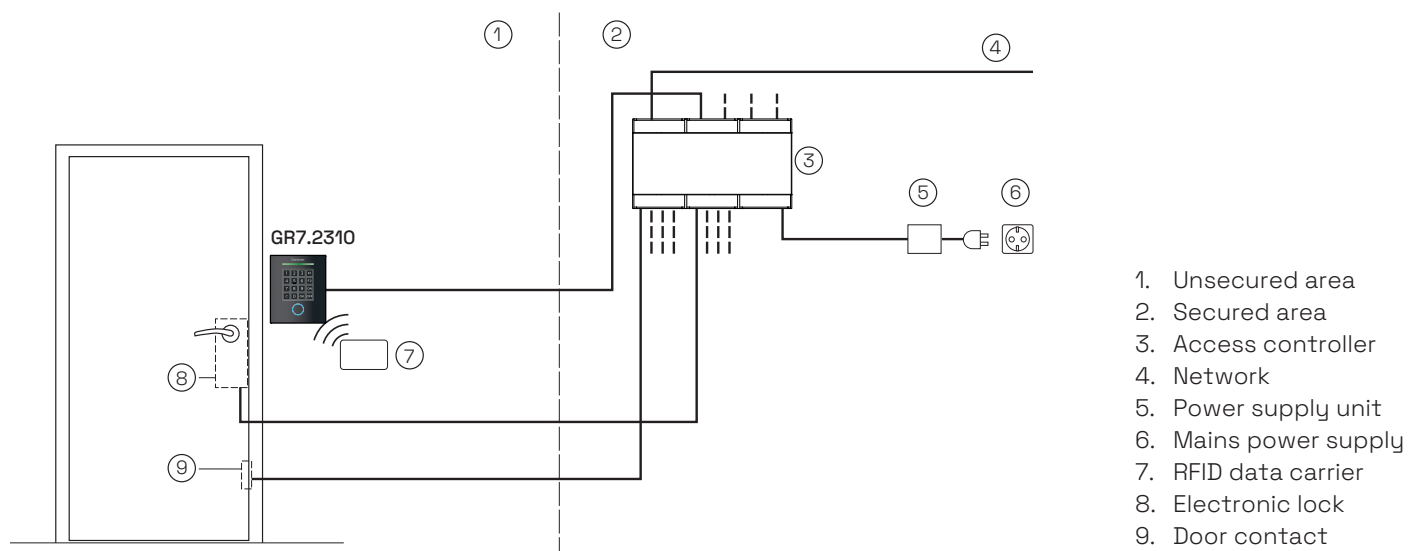 1
2
4
3
5
6
GR7.2310
7
8
9
1. Unsecured area
2. Secured area
3. Access controller
4. Network
5. Power supply unit
6. Mains power supply
7. RFID data carrier
8. Electronic lock
9. Door contact